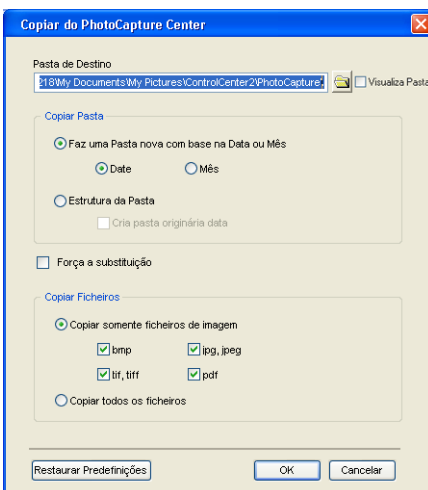 Copiar do PhotoCapture Center
Pasta de Destino
218\My Documents\My Pictures\ControlCenter2\PhotoCapture\
Visualiza Pasta
Copiar Pasta
Faz uma Pasta nova com base na Data ou Mês
Date Mês
Estrutura da Pasta
Cria pasta originária data
Força a substituição
Copiar Ficheiros
Copiar somente ficheiros de imagem
bmp jpg, jpeg
tif, tiff pdf
Copiar todos os ficheiros
Restaurar Predefinições OK Cancelar